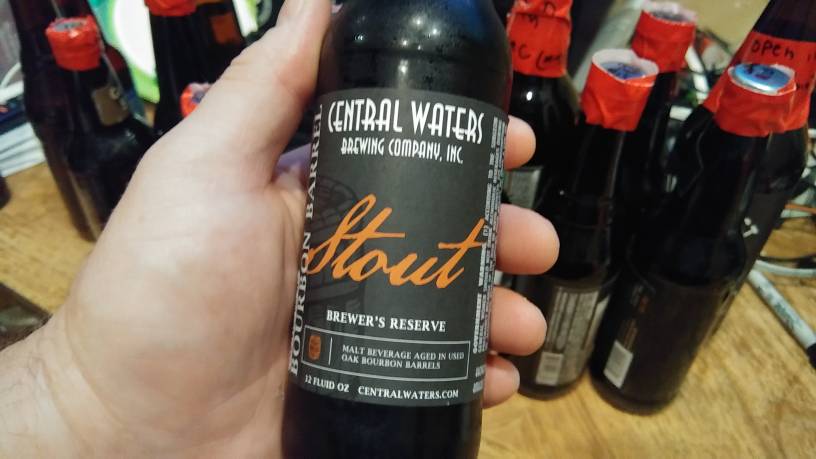 CENTRAL WATERS
BREWING COMPANY, INC.
BOURBON BARREL
Stout
BREWER'S RESERVE
MALT BEVERAGE AGED IN USED
OAK BOURBON BARRELS
12 FLUID OZ CENTRALWATERS.COM
open